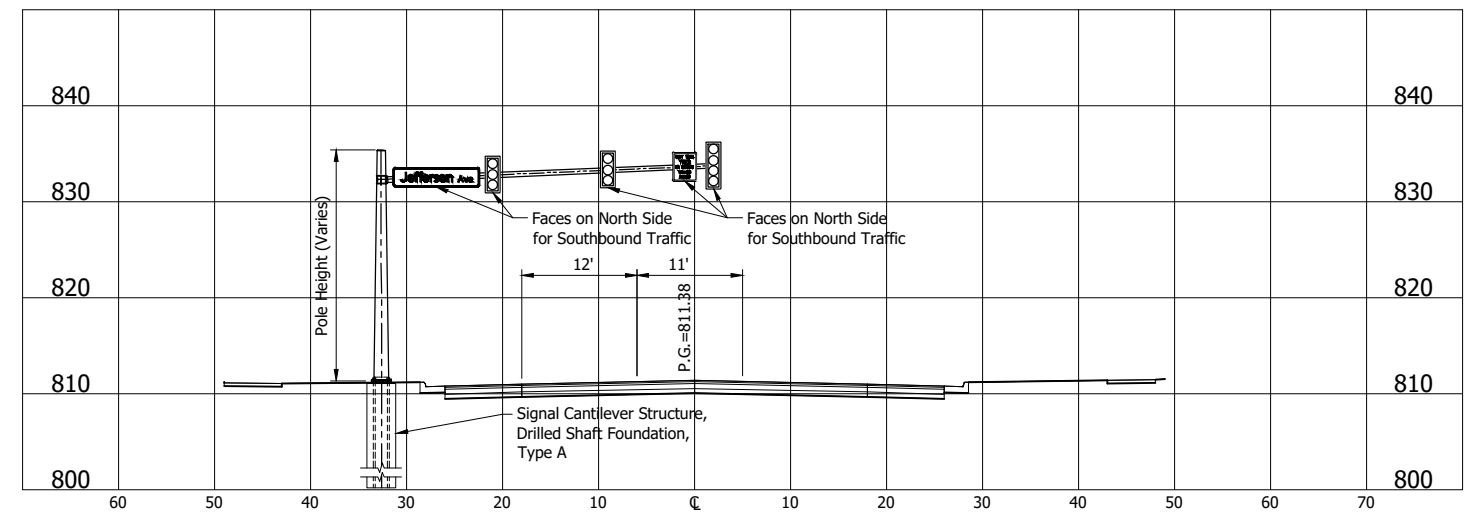 840
840
Jefferson Ave
830
830
Faces on North Side
for Southbound Traffic
Faces on North Side
for Southbound Traffic
Pole Height (Varies)
12'
11'
P.G.=811.38
820
820
810
810
Signal Cantilever Structure,
Drilled Shaft Foundation,
Type A
800
800
60
50
40
30
20
10
℄
10
20
30
40
50
60
70